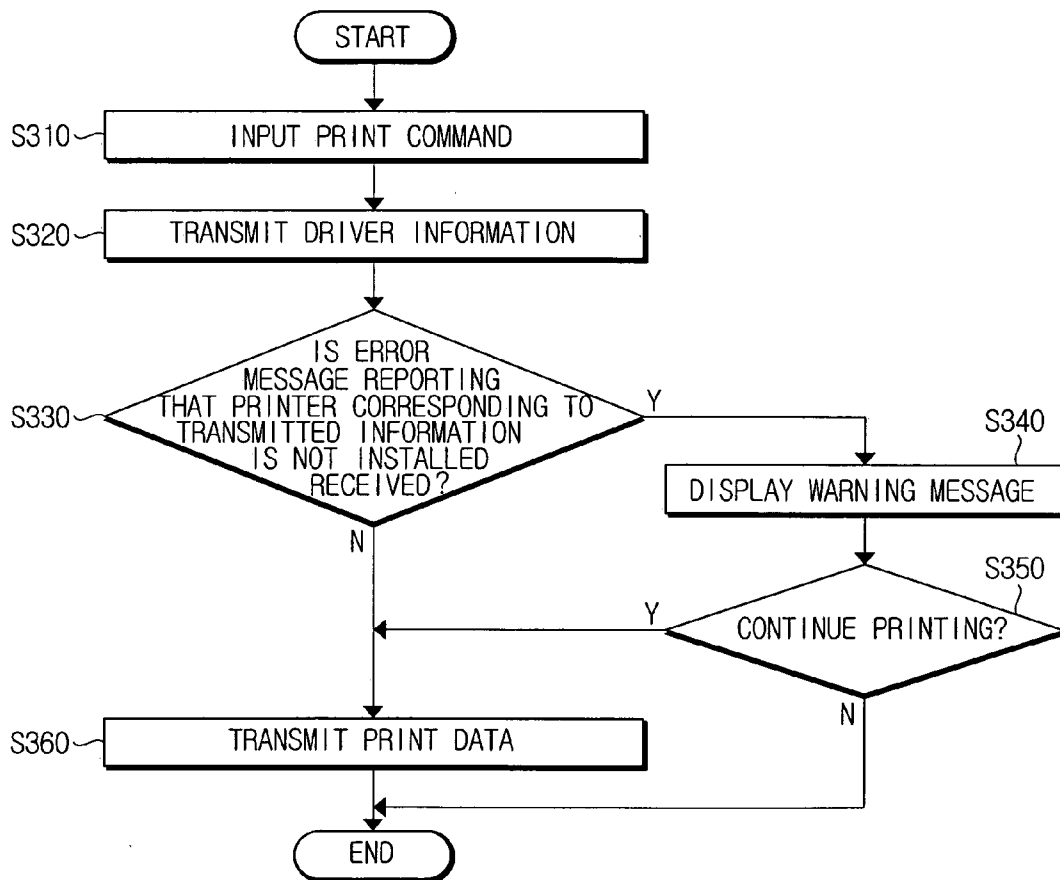 START
S310
INPUT PRINT COMMAND
S320
TRANSMIT DRIVER INFORMATION
S330
IS ERROR
MESSAGE REPORTING
THAT PRINTER CORRESPONDING TO
TRANSMITTED INFORMATION
IS NOT INSTALLED
RECEIVED?
Y
N
S340
DISPLAY WARNING MESSAGE
S350
CONTINUE PRINTING?
Y
N
S360
TRANSMIT PRINT DATA
END